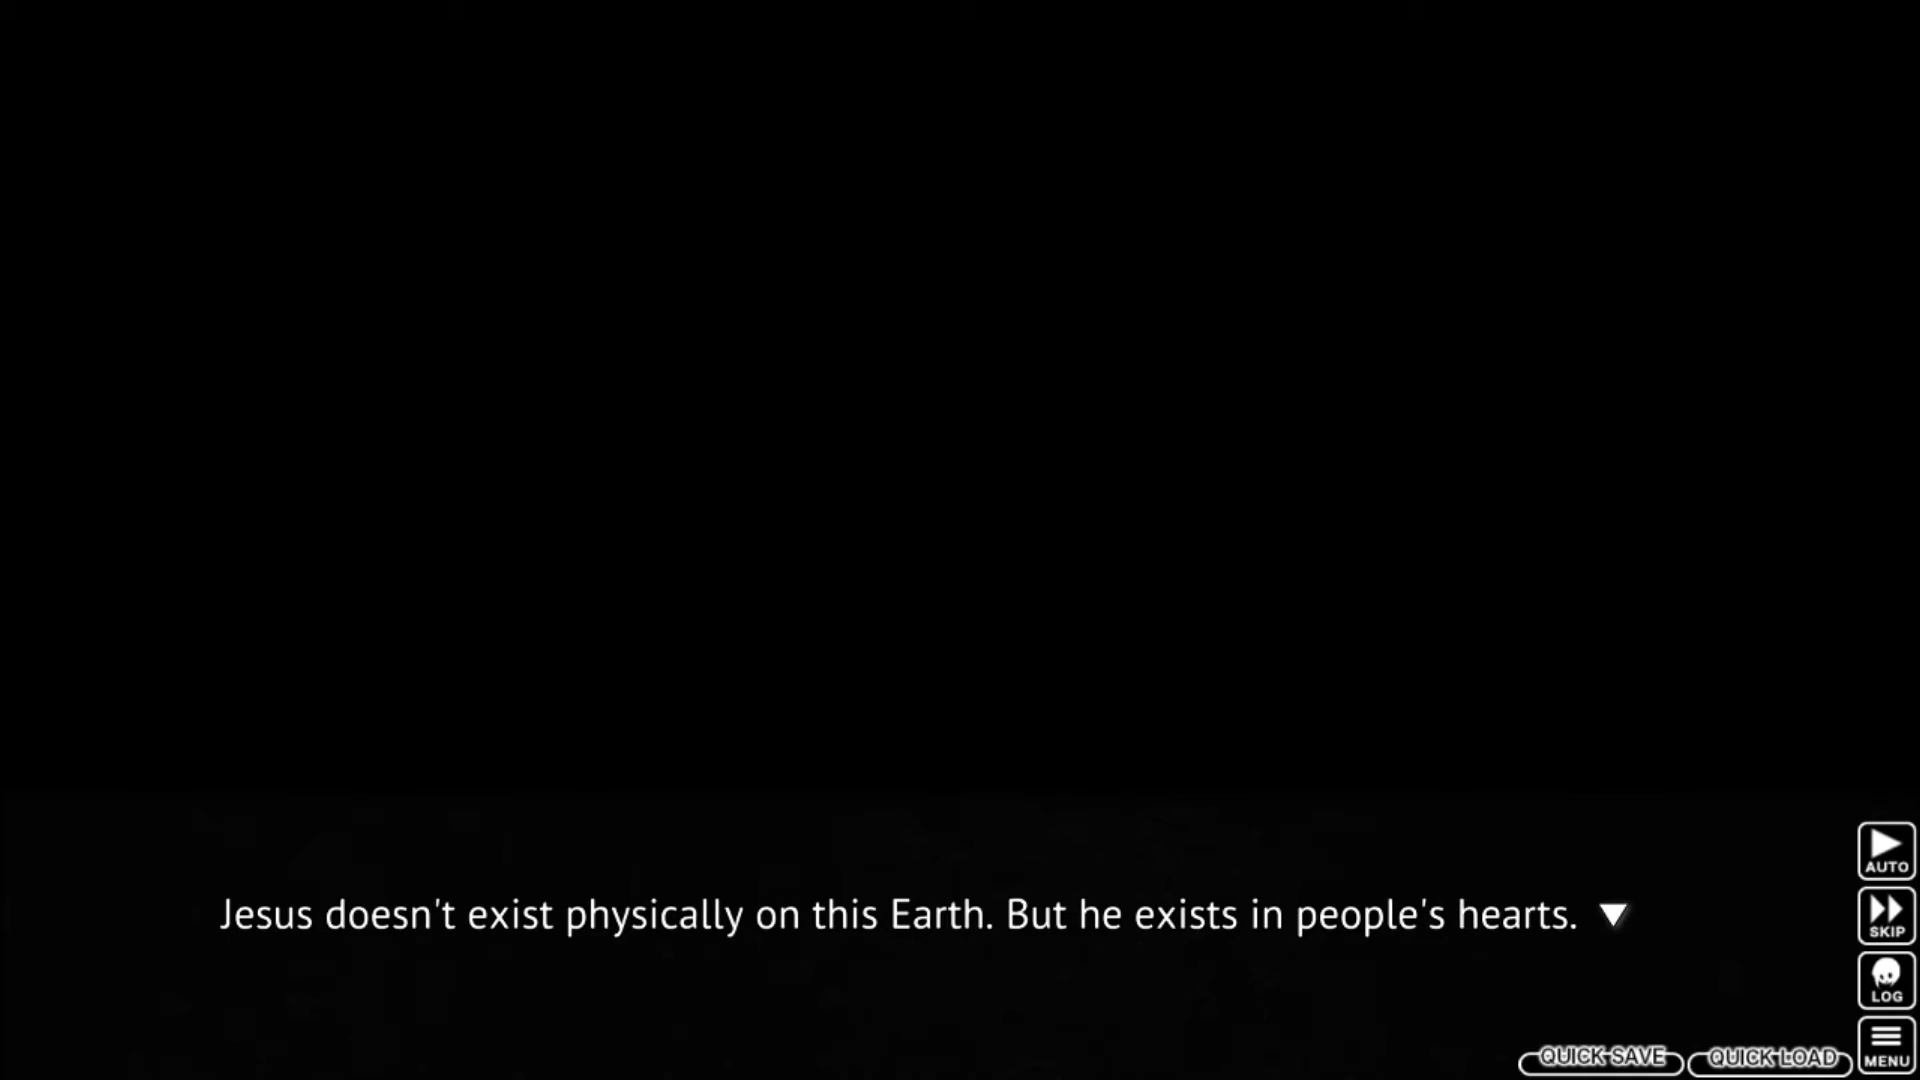 Jesus doesn't exist physically on this Earth. But he exists in people's hearts.
AUTO
SKIP
LOG
MENU
QUICK SAVE
QUICK LOAD